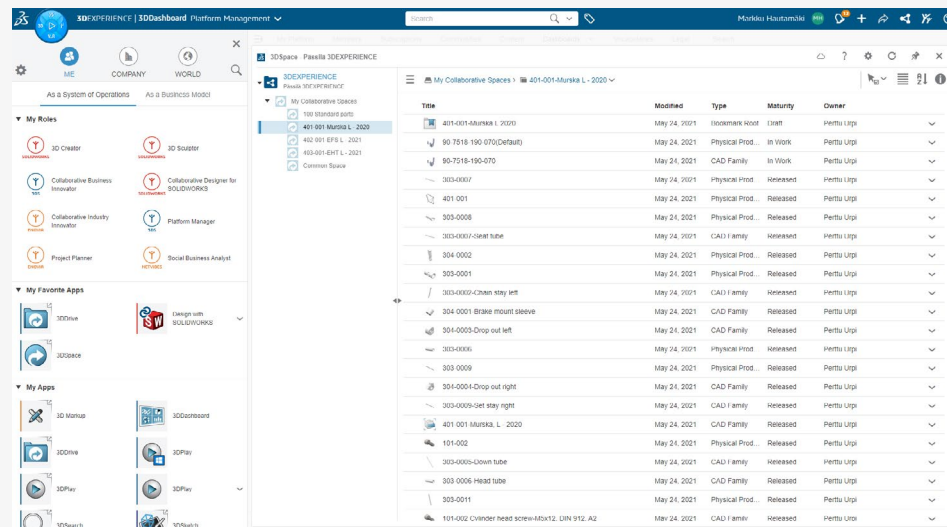 3DEXPERIENCE | 3DDashboard Platform Management
Search
Markku Hautamäki MH
ME
COMPANY
WORLD
As a System of Operations
As a Business Model
My Roles
3D Creator
3D Sculptor
Collaborative Business Innovator
Collaborative Designer for SOLIDWORKS
Collaborative Industry Innovator
Platform Manager
Project Planner
Social Business Analyst
My Favorite Apps
3DDrive
Design with SOLIDWORKS
3DSpace
My Apps
3D Markup
3DDashboard
3DDrive
3DPlay
3DPlay
3DPlay
3DSearch
3DSketch
3DSpace Pasella 3DEXPERIENCE
3DEXPERIENCE
Pasella 3DEXPERIENCE
My Collaborative Spaces
100 Standard parts
401-001-Murska L - 2020
402-001-EFS L - 2021
403-001-EHT L - 2021
Common Space
My Collaborative Spaces > 401-001-Murska L - 2020
Title Modified Type Maturity Owner
401-001-Murska L 2020 May 24, 2021 Bookmark Root Draft Perttu Urpi
90-7518-190-070(Default) May 24, 2021 Physical Prod... In Work Perttu Urpi
90-7518-190-070 May 24, 2021 CAD Family In Work Perttu Urpi
303-0007 May 24, 2021 Physical Prod... Released Perttu Urpi
401-001 May 24, 2021 Physical Prod... Released Perttu Urpi
303-0008 May 24, 2021 Physical Prod... Released Perttu Urpi
303-0007-Seat tube May 24, 2021 CAD Family Released Perttu Urpi
304-0002 May 24, 2021 Physical Prod... Released Perttu Urpi
303-0001 May 24, 2021 Physical Prod... Released Perttu Urpi
303-0002-Chain stay left May 24, 2021 CAD Family Released Perttu Urpi
304-0001-Brake mount sleeve May 24, 2021 CAD Family Released Perttu Urpi
304-0003-Drop out left May 24, 2021 CAD Family Released Perttu Urpi
303-0006 May 24, 2021 Physical Prod... Released Perttu Urpi
303-0009 May 24, 2021 Physical Prod... Released Perttu Urpi
304-0004-Drop out right May 24, 2021 CAD Family Released Perttu Urpi
303-0009-Set stay right May 24, 2021 CAD Family Released Perttu Urpi
401-001-Murska, L - 2020 May 24, 2021 CAD Family Released Perttu Urpi
101-002 May 24, 2021 Physical Prod... Released Perttu Urpi
303-0005-Down tube May 24, 2021 CAD Family Released Perttu Urpi
303-0006-Head tube May 24, 2021 CAD Family Released Perttu Urpi
303-0011 May 24, 2021 Physical Prod... Released Perttu Urpi
101-002 Cylinder head screw-M5x12, DIN 912, A2 May 24, 2021 CAD Family Released Perttu Urpi